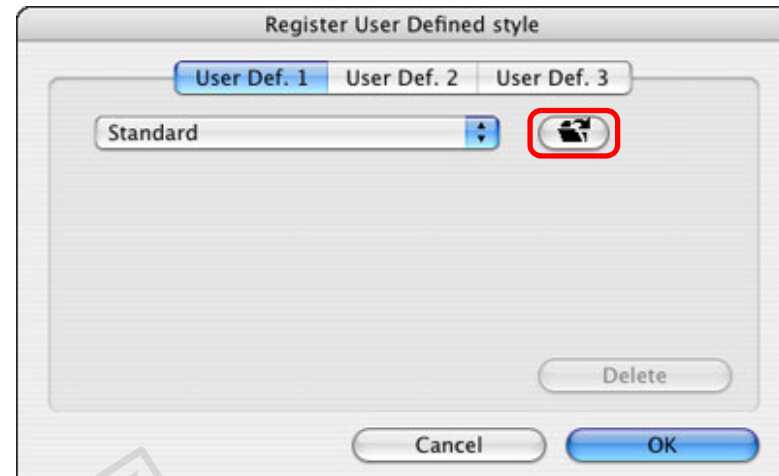 Register User Defined style
User Def. 1 User Def. 2 User Def. 3
Standard
Delete
Cancel OK